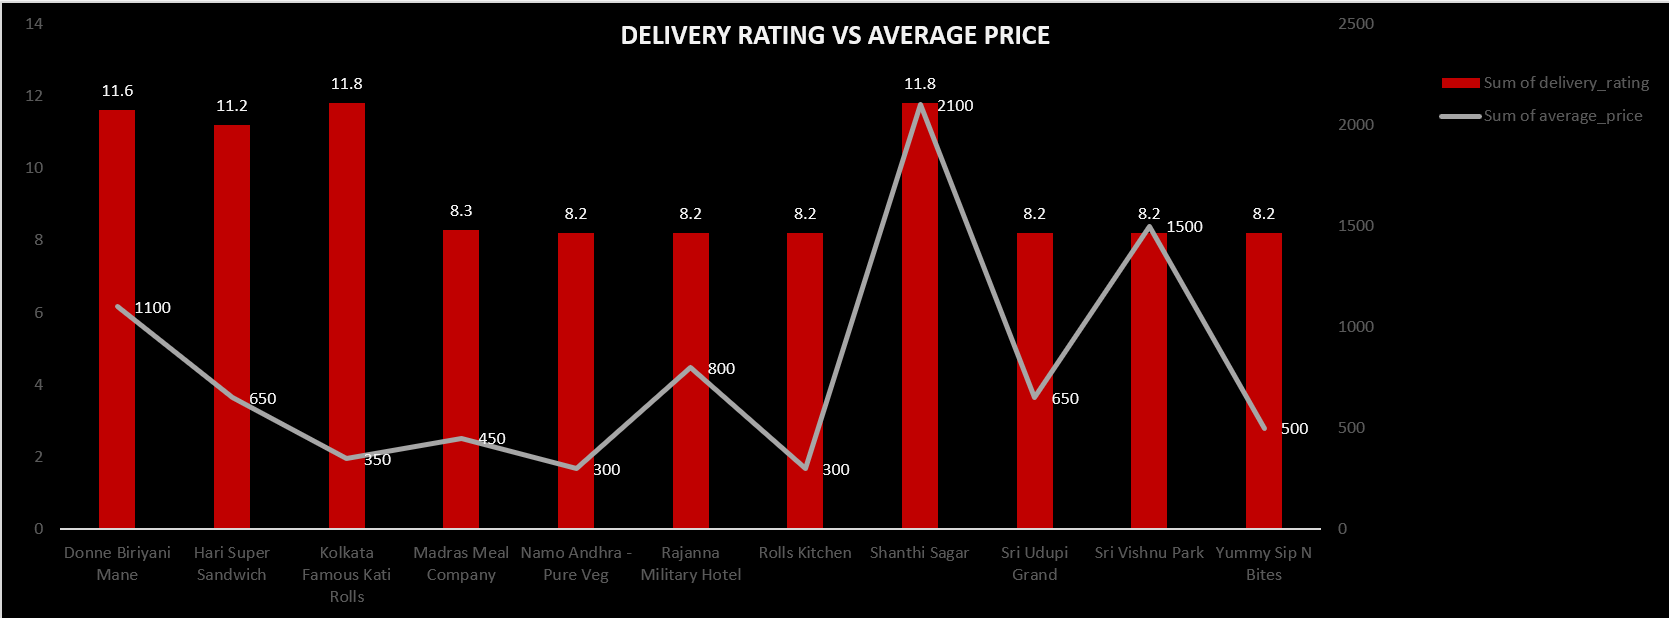 DELIVERY RATING VS AVERAGE PRICE
14
12
10
8
6
4
2
0
2500
2000
1500
1000
500
0
Sum of delivery_rating
Sum of average_price
11.6
11.2
11.8
8.3
8.2
8.2
8.2
11.8
8.2
8.2
8.2
1100
650
350
450
300
800
300
2100
650
1500
500
Donne Biriyani
Mane
Hari Super
Sandwich
Kolkata
Famous Kati
Rolls
Madras Meal
Company
Namo Andhra -
Pure Veg
Rajanna
Military Hotel
Rolls Kitchen
Shanthi Sagar
Sri Udupi
Grand
Sri Vishnu Park
Yummy Sip N
Bites